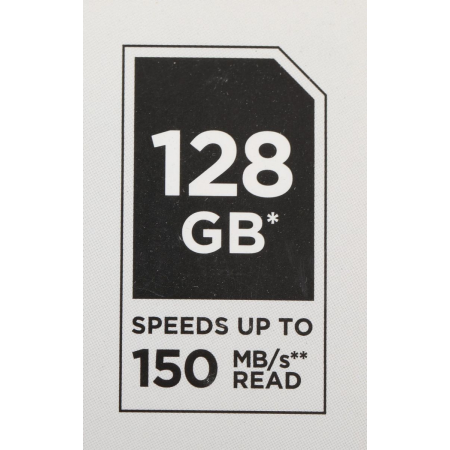 128
GB*
SPEEDS UP TO
150 MB/s**
READ